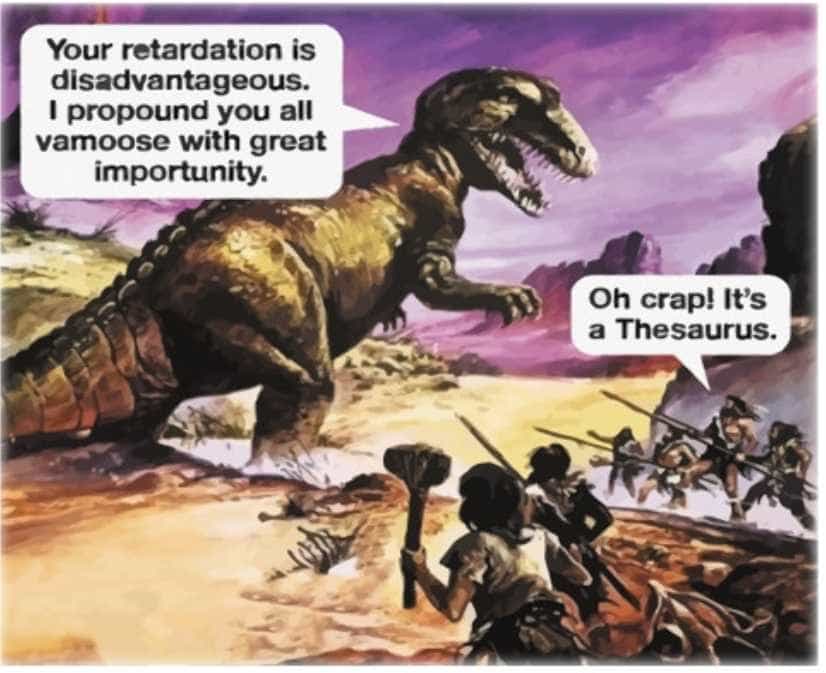 Your retardation is
disadvantageous.
I propound you all
vamoose with great
importunity.
Oh crap! It's
a Thesaurus.